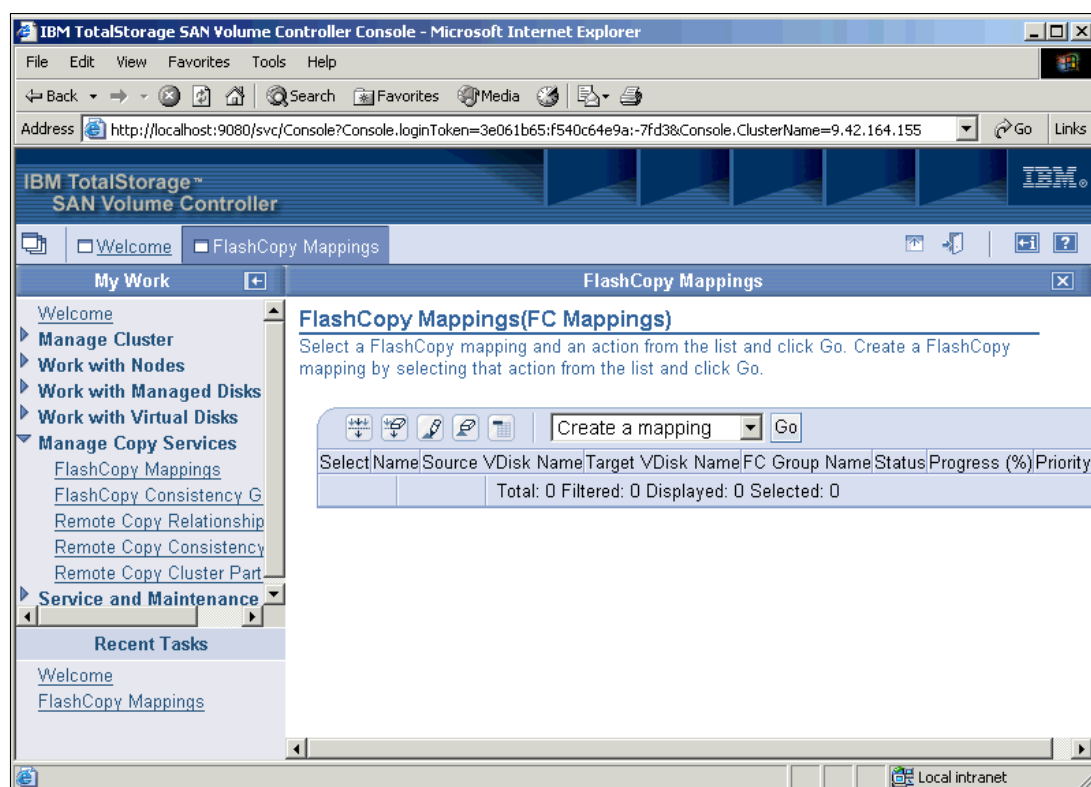 IBM TotalStorage SAN Volume Controller Console - Microsoft Internet Explorer
File Edit View Favorites Tools Help
Back Search Favorites Media
Address http://localhost:9080/svc/Console?Console.loginToken=3e061b65:f540c64e9a:-7fd3&Console.ClusterName=9.42.164.155 Go Links
IBM TotalStorage™
SAN Volume Controller
IBM®
Welcome FlashCopy Mappings
My Work
FlashCopy Mappings
Welcome
Manage Cluster
Work with Nodes
Work with Managed Disks
Work with Virtual Disks
Manage Copy Services
FlashCopy Mappings
FlashCopy Consistency G
Remote Copy Relationship
Remote Copy Consistency
Remote Copy Cluster Part
Service and Maintenance
Recent Tasks
Welcome
FlashCopy Mappings
FlashCopy Mappings(FC Mappings)
Select a FlashCopy mapping and an action from the list and click Go. Create a FlashCopy
mapping by selecting that action from the list and click Go.
Create a mapping Go
Select Name Source VDisk Name Target VDisk Name FC Group Name Status Progress (%) Priority
Total: 0 Filtered: 0 Displayed: 0 Selected: 0
Local intranet